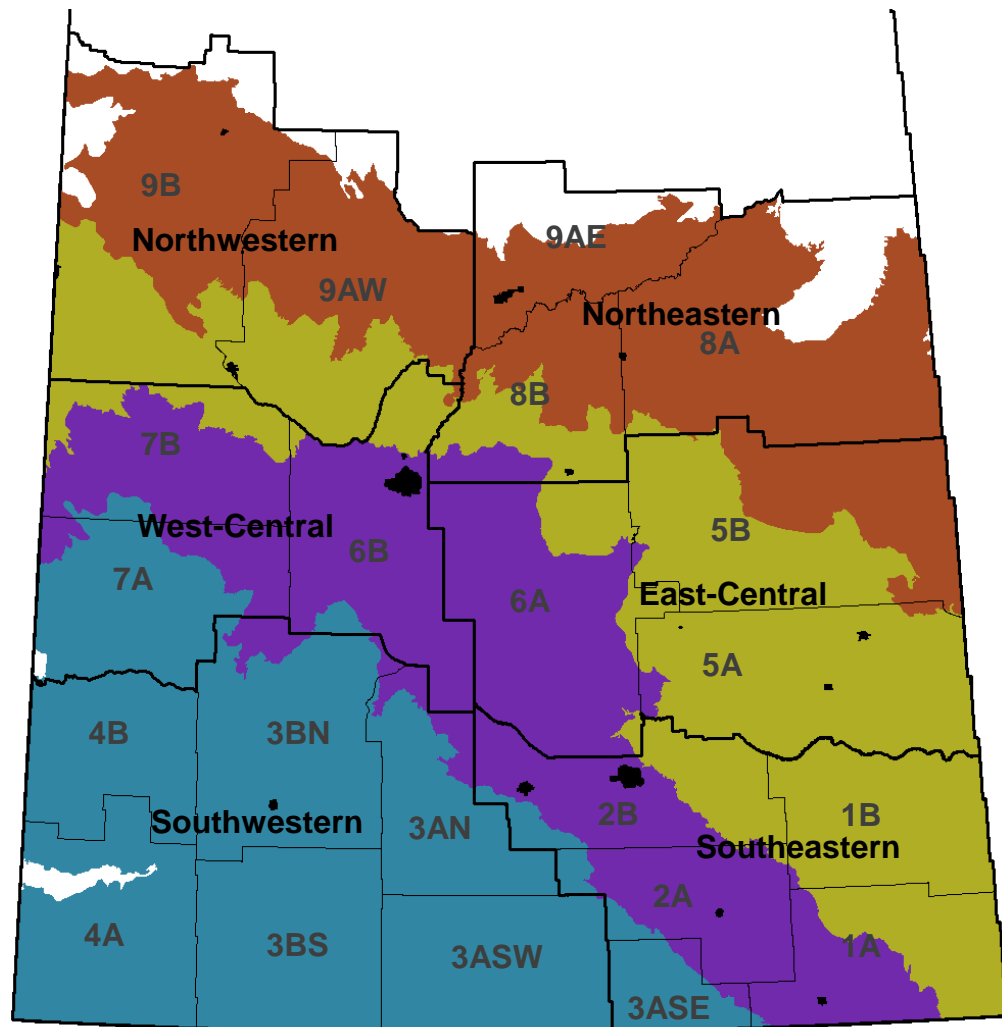 9B
Northwestern
9AE
9AW
Northeastern
8A
8B
7B
West-Central
5B
6B
7A
6A
East-Central
5A
4B
3BN
Southwestern
3AN
2B
1B
Southeastern
2A
4A
3BS
3ASW
1A
3ASE